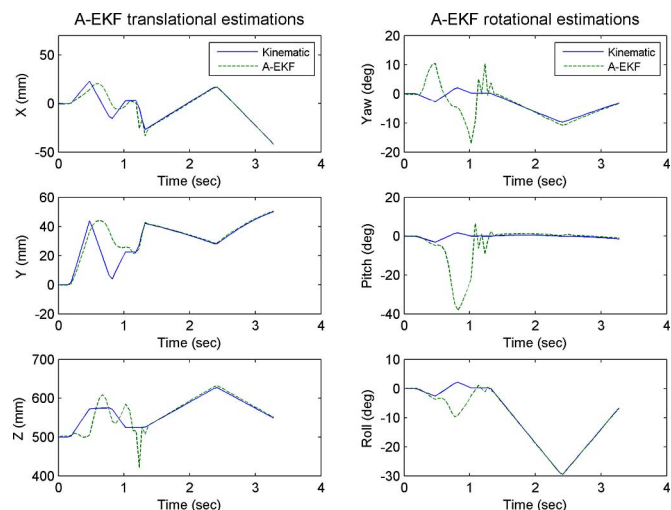 A-EKF translational estimations
A-EKF rotational estimations
50
0
-50
X (mm)
Kinematic
A-EKF
0 1 2 3 4
Time (sec)
20
10
0
-10
-20
Yaw (deg)
Kinematic
A-EKF
0 1 2 3 4
Time (sec)
60
40
20
0
-20
Y (mm)
0 1 2 3 4
Time (sec)
20
0
-20
-40
Pitch (deg)
0 1 2 3 4
Time (sec)
700
600
500
400
Z (mm)
0 1 2 3 4
Time (sec)
10
0
-10
-20
-30
Roll (deg)
0 1 2 3 4
Time (sec)